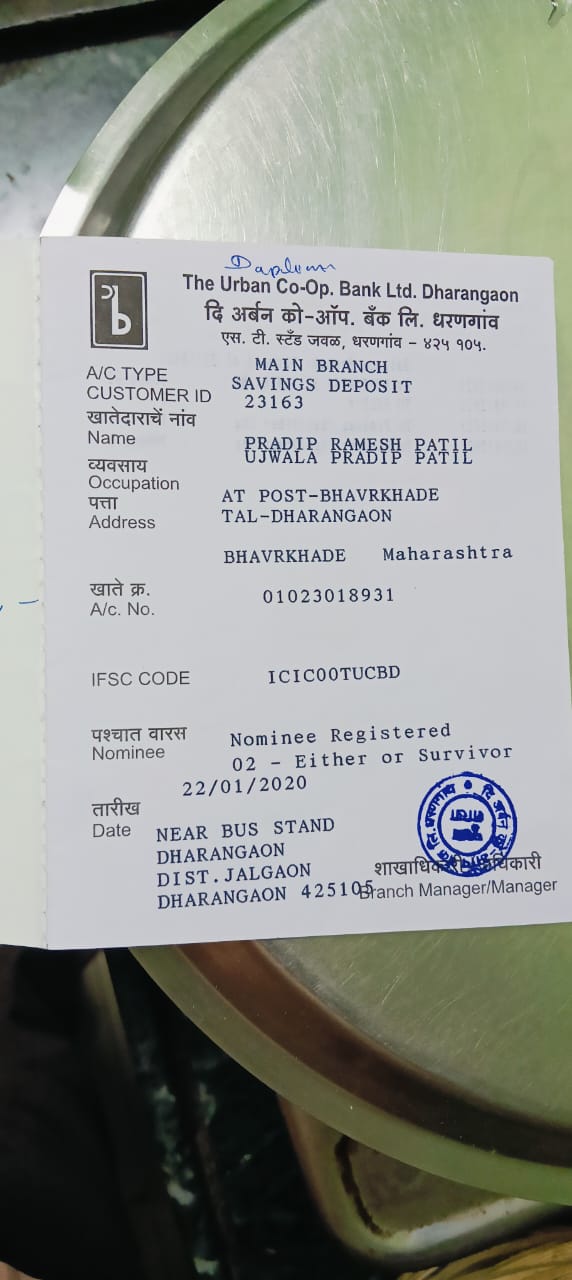 The Urban Co-Op. Bank Ltd. Dharangaon
दि अर्बन को-ऑप. बँक लि. धरणगांव
एस. टी. स्टँड जवळ, धरणगांव - ४२५ १०५.
MAIN BRANCH
A/C TYPE SAVINGS DEPOSIT
CUSTOMER ID 23163
खातेदाराचें नांव
Name PRADIP RAMESH PATIL
UJWALA PRADIP PATIL
व्यवसाय
Occupation
पत्ता AT POST-BHAVRKHADE
Address TAL-DHARANGAON
BHAVRKHADE Maharashtra
खाते क्र. 01023018931
A/c. No.
IFSC CODE ICIC00TUCBD
पश्चात वारस Nominee Registered
Nominee 02 - Either or Survivor
22/01/2020
तारीख
Date NEAR BUS STAND
DHARANGAON
DIST.JALGAON
DHARANGAON 425105
शाखाधिकारी/अधिकारी
Branch Manager/Manager